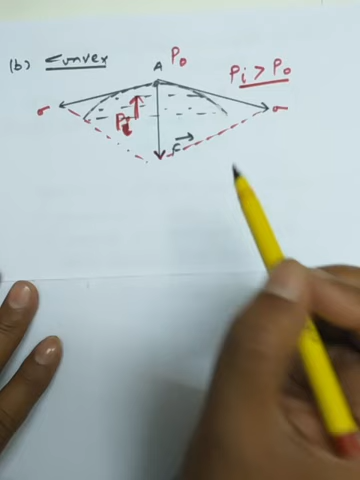 (b) Convex
A P₀
Pᵢ > P₀
σ σ
Pᵢ
F